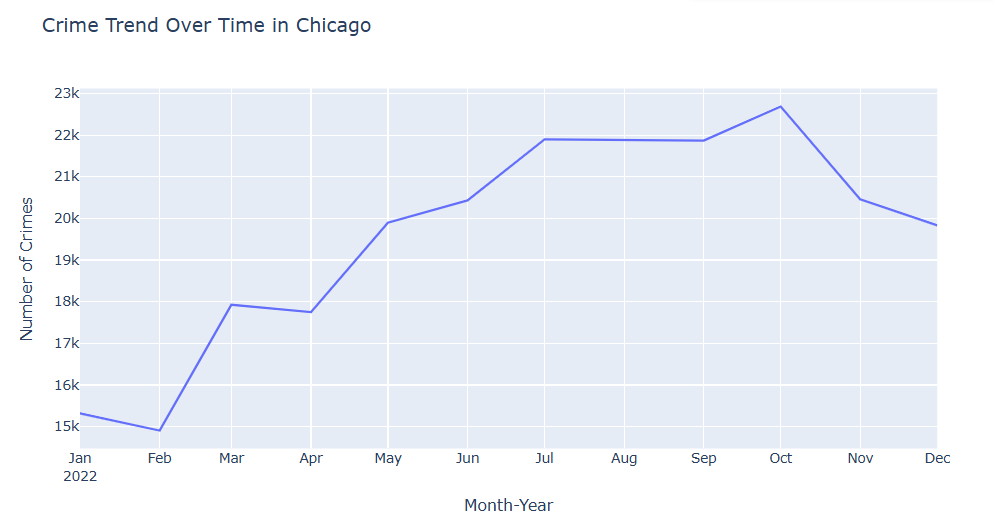 Crime Trend Over Time in Chicago
23k
22k
21k
20k
19k
18k
17k
16k
15k
Number of Crimes
Jan Feb Mar Apr May Jun Jul Aug Sep Oct Nov Dec
2022
Month-Year